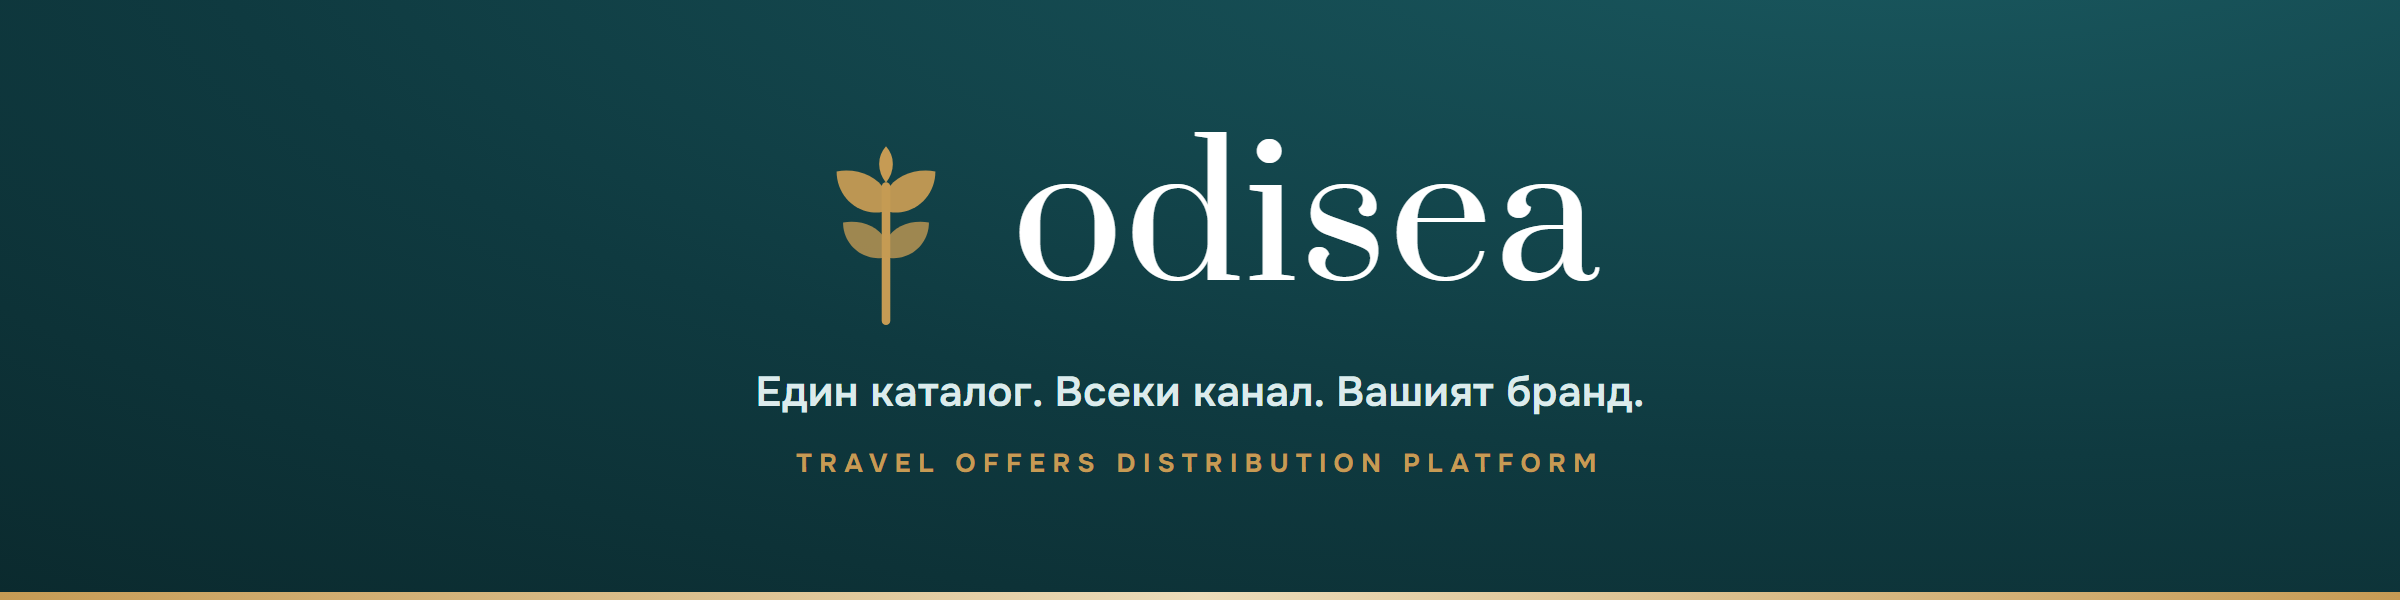 odisea
Един каталог. Всеки канал. Вашият бранд.
TRAVEL OFFERS DISTRIBUTION PLATFORM